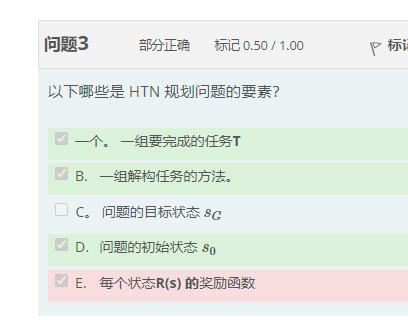 问题3 部分正确 标记 0.50 / 1.00 标记
以下哪些是 HTN 规划问题的要素?
一个。 一组要完成的任务T
B. 一组解构任务的方法。
C。 问题的目标状态 sG
D. 问题的初始状态 s0
E. 每个状态R(s) 的奖励函数